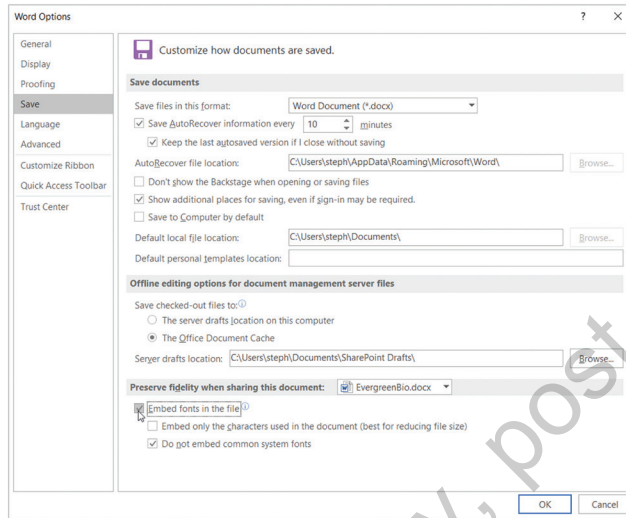 Word Options
?
General
Display
Proofing
Save
Language
Advanced
Customize Ribbon
Quick Access Toolbar
Trust Center
Customize how documents are saved.
Save documents
Save files in this format: Word Document (*.docx)
Save AutoRecover information every 10 minutes
Keep the last autosaved version if I close without saving
AutoRecover file location: C:\Users\steph\AppData\Roaming\Microsoft\Word\ Browse...
Don't show the Backstage when opening or saving files
Show additional places for saving, even if sign-in may be required.
Save to Computer by default
Default local file location: C:\Users\steph\Documents\ Browse...
Default personal templates location:
Offline editing options for document management server files
Save checked-out files to:
The server drafts location on this computer
The Office Document Cache
Server drafts location: C:\Users\steph\Documents\SharePoint Drafts\ Browse...
Preserve fidelity when sharing this document: EvergreenBio.docx
Embed fonts in the file
Embed only the characters used in the document (best for reducing file size)
Do not embed common system fonts
OK Cancel
y, post